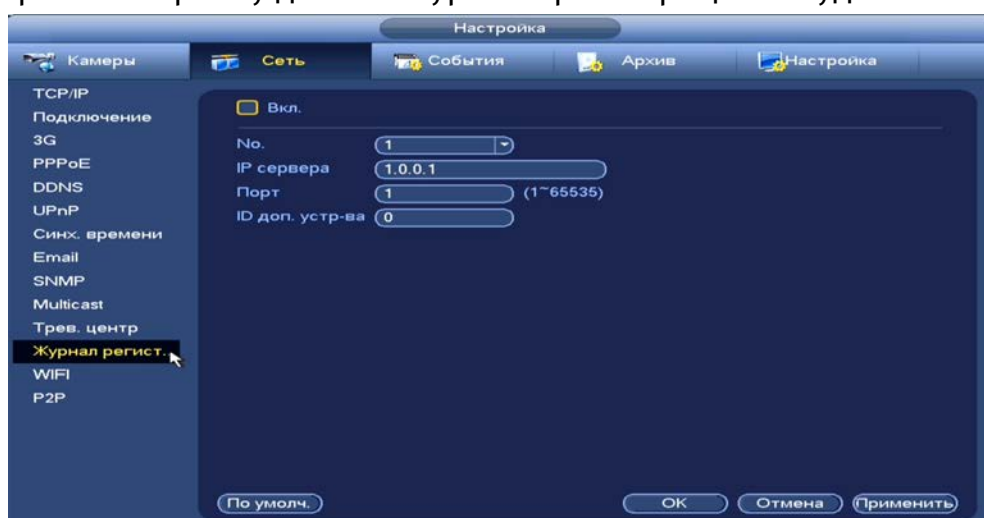 Настройка
Камеры Сеть События Архив Настройка
TCP/IP
Подключение
3G
PPPoE
DDNS
UPnP
Синх. времени
Email
SNMP
Multicast
Трев. центр
Журнал регист.
WIFI
P2P
Вкл.
No. 1
IP сервера 1.0.0.1
Порт 1 (1~65535)
ID доп. устр-ва 0
По умолч. OK Отмена Применить